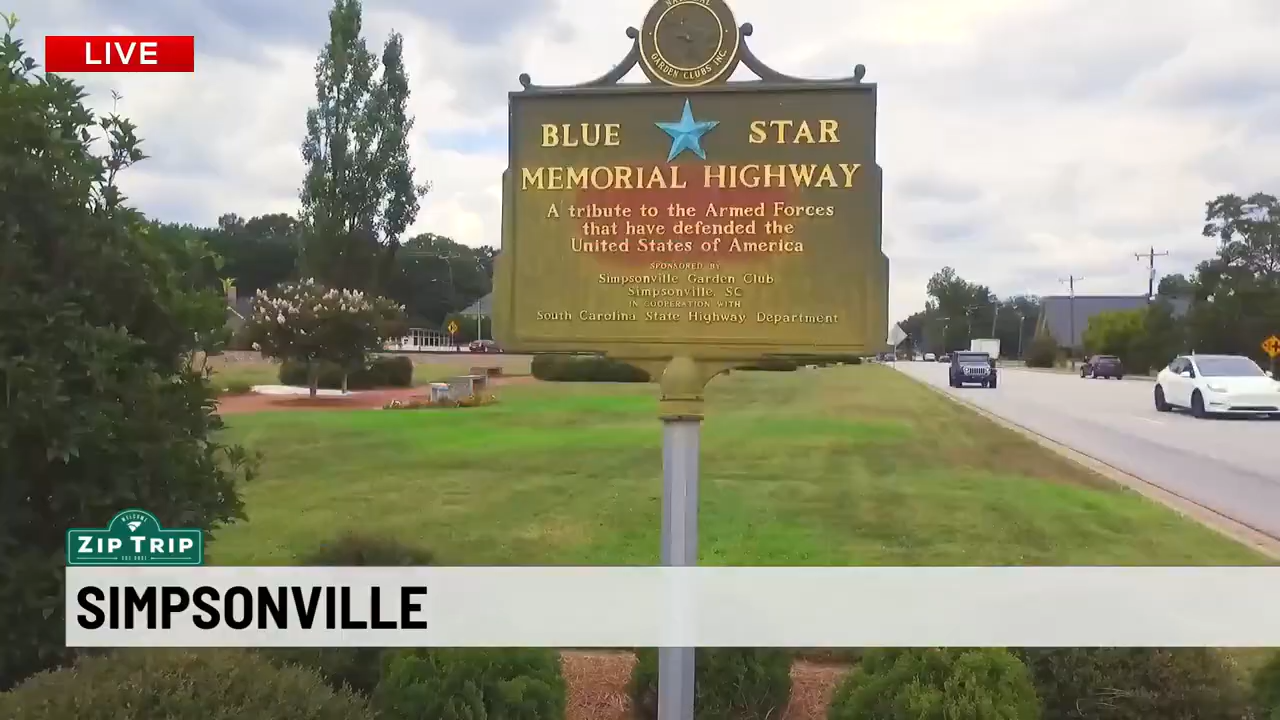 LIVE
NATIONAL
GARDEN CLUBS INC.
BLUE STAR
MEMORIAL HIGHWAY
A tribute to the Armed Forces
that have defended the
United States of America
SPONSORED BY
Simpsonville Garden Club
Simpsonville, SC
IN COOPERATION WITH
South Carolina State Highway Department
WELCOME
ZIP TRIP
SIMPSONVILLE